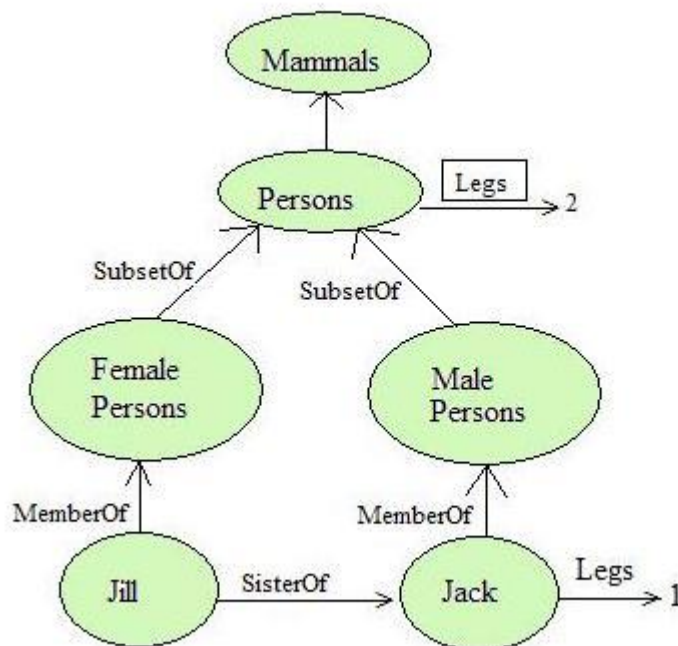 Mammals
Persons
Legs
2
SubsetOf
SubsetOf
Female
Persons
Male
Persons
MemberOf
MemberOf
Jill
SisterOf
Jack
Legs
1